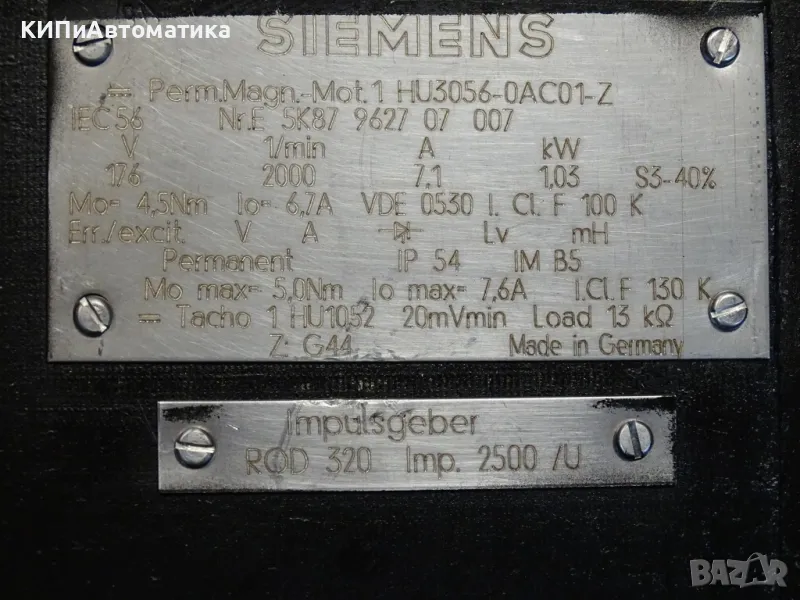 КИПиАвтоматика
SIEMENS
Perm.Magn.-Mot. 1 HU3056-0AC01-Z
IEC 56 Nr.E 5K87 9627 07 007
V 1/min A kW
176 2000 7,1 1,03 S3-40%
Mo= 4,5Nm Io= 6,7A VDE 0530 I. Cl. F 100 K
Err./excit. V A Lv mH
Permanent IP 54 IM B5
Mo max= 5,0Nm Io max= 7,6A I.Cl.F 130 K
Tacho 1 HU1052 20mVmin Load 13 kΩ
Z: G44 Made in Germany
Impulsgeber
ROD 320 Imp. 2500 /U
BAZAR